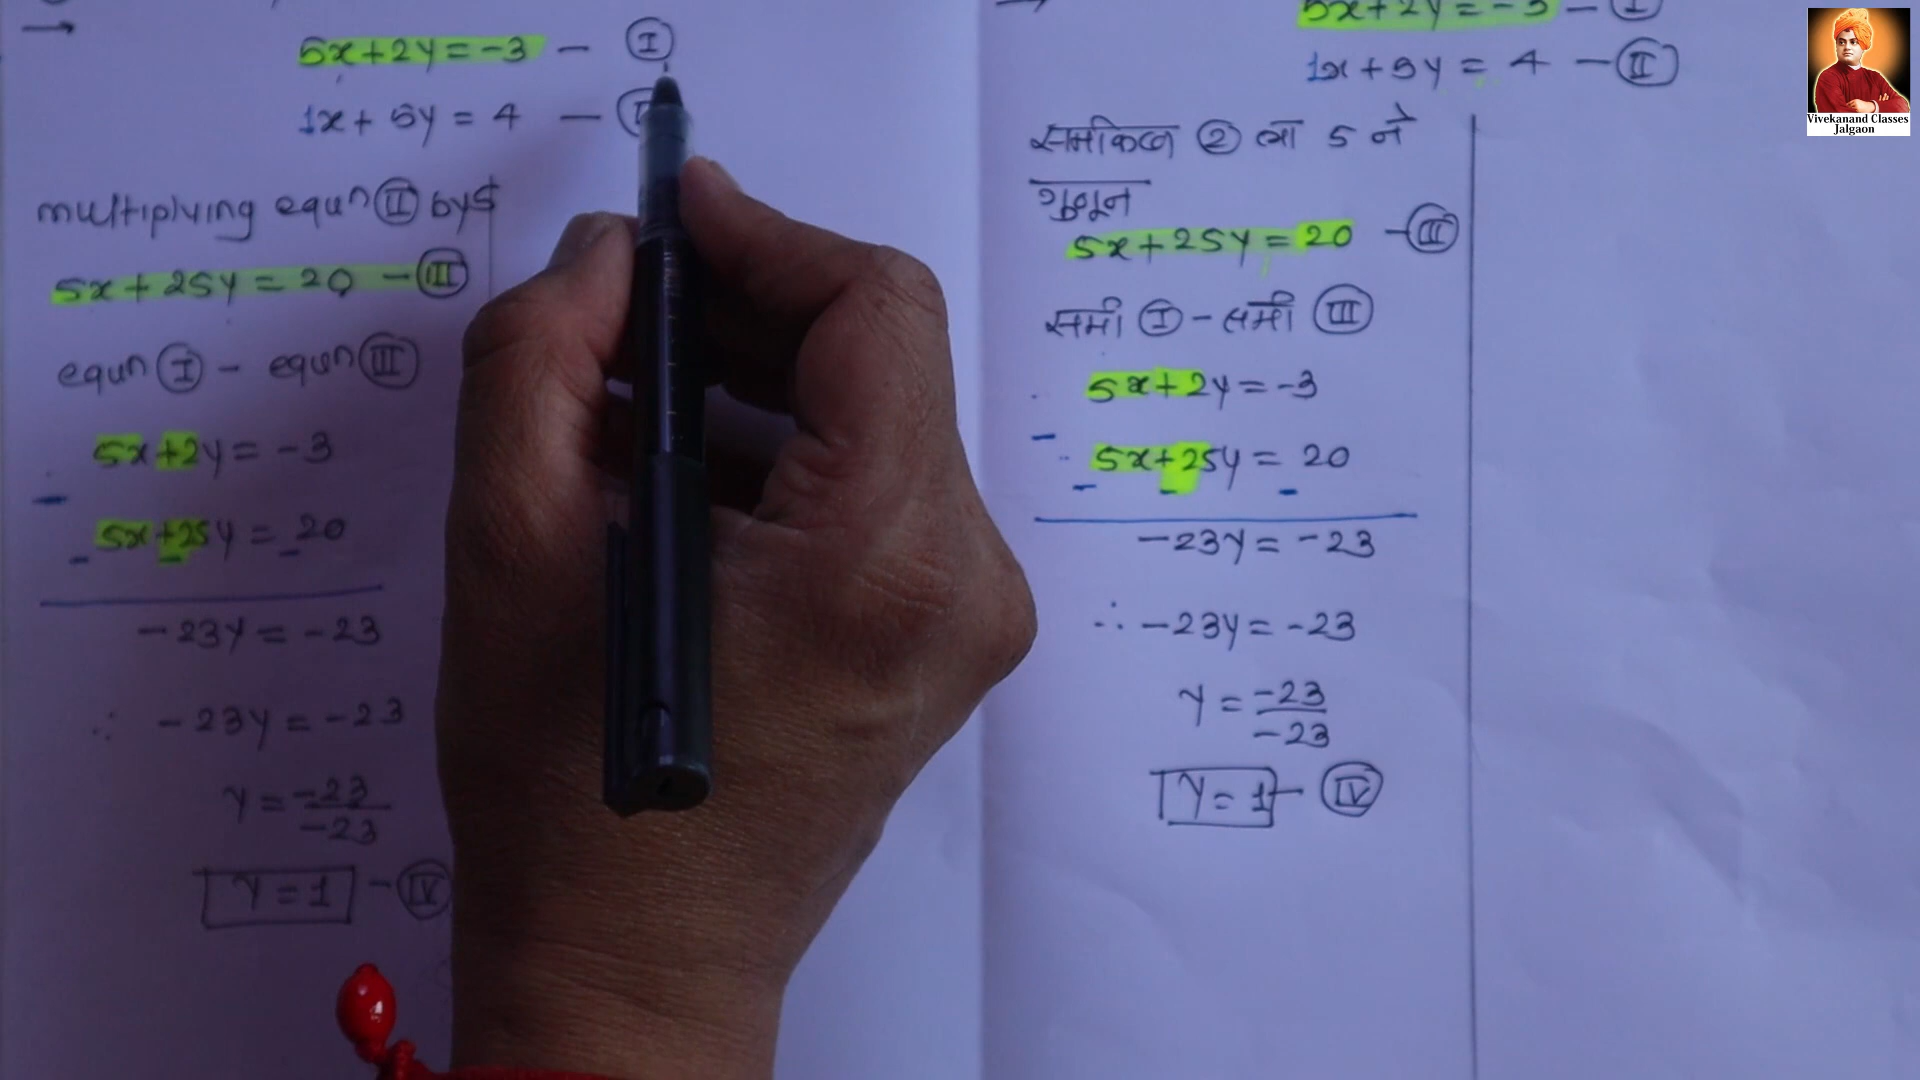 5x+2y=-3 - I
1x+5y=4 -
multiplying equn II by 5
5x+25y=20 - III
equn I - equn III
5x+2y=-3
-
5x+25y=20
- - -
-23y=-23
∴ -23y=-23
y=-23/-23
y=1 - IV
5x+2y=-3 - I
1x+5y=4 - II
② ला 5 ने
गुणून
5x+25y=20 - III
समी I - समी III
5x+2y=-3
-
5x+25y=20
- - -
-23y=-23
∴ -23y=-23
y=-23/-23
y=1 - IV
Vivekanand Classes
Jalgaon